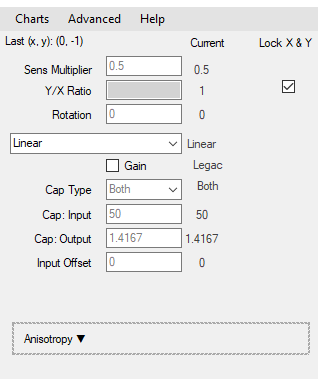 Charts Advanced Help
Last (x, y): (0, -1) Current Lock X & Y
Sens Multiplier 0.5 0.5
Y/X Ratio 1
Rotation 0 0
Linear Linear
Gain Legac
Cap Type Both Both
Cap: Input 50 50
Cap: Output 1.4167 1.4167
Input Offset 0 0
Anisotropy ▼